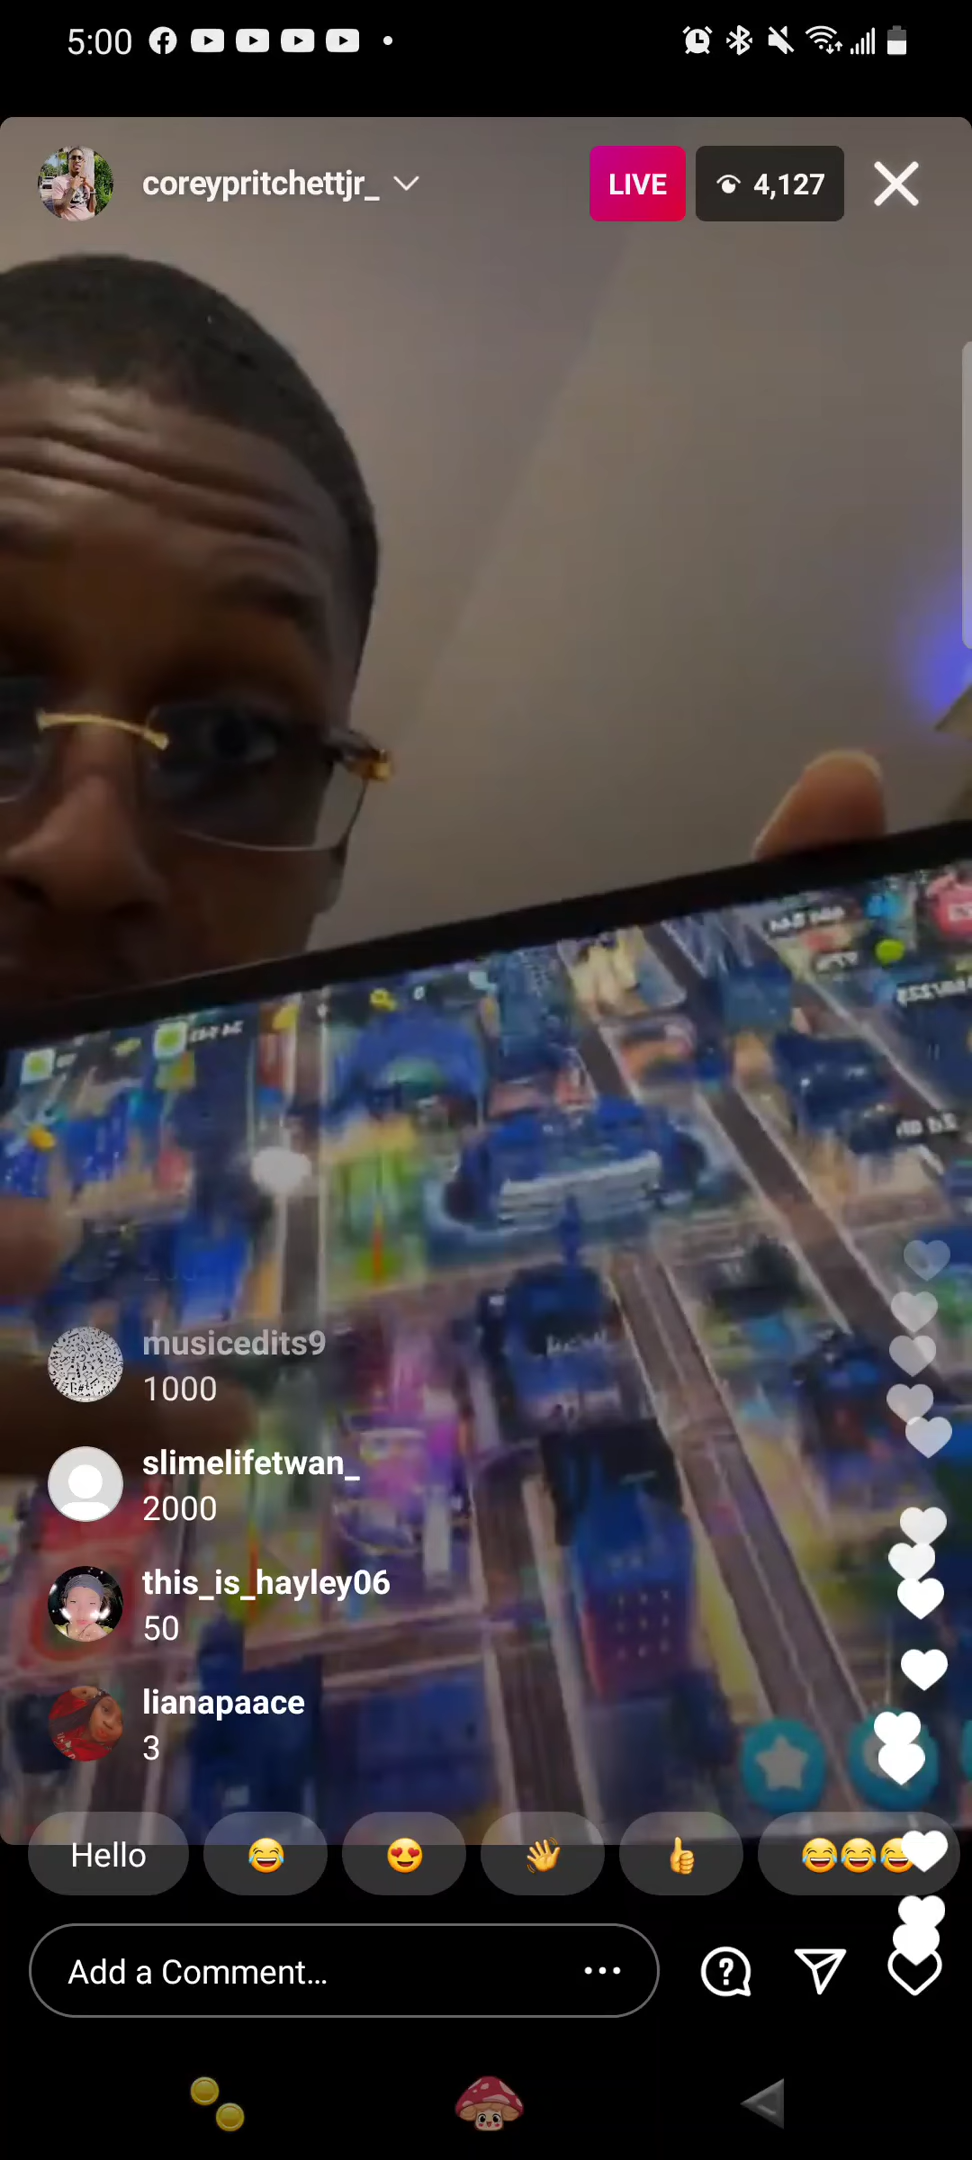 5:00
coreypritchettjr_
LIVE
4,127
musicedits9
1000
slimelifetwan_
2000
this_is_hayley06
50
lianapaace
3
Hello
Add a Comment...